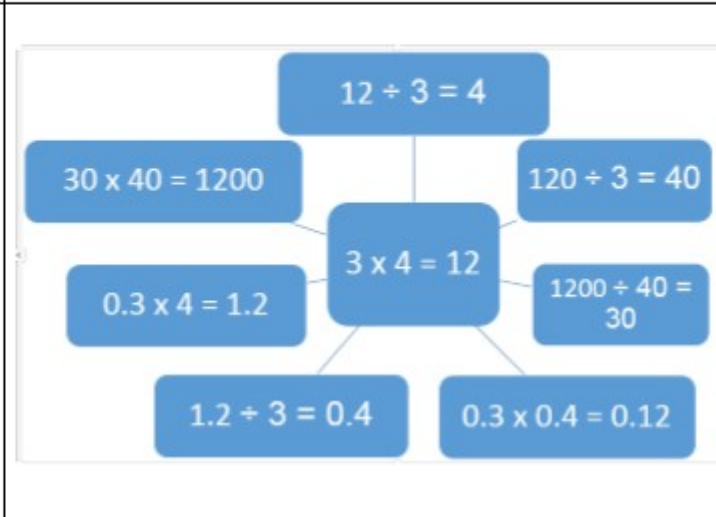 12 ÷ 3 = 4
30 x 40 = 1200
120 ÷ 3 = 40
3 x 4 = 12
0.3 x 4 = 1.2
1200 ÷ 40 =
30
1.2 ÷ 3 = 0.4
0.3 x 0.4 = 0.12